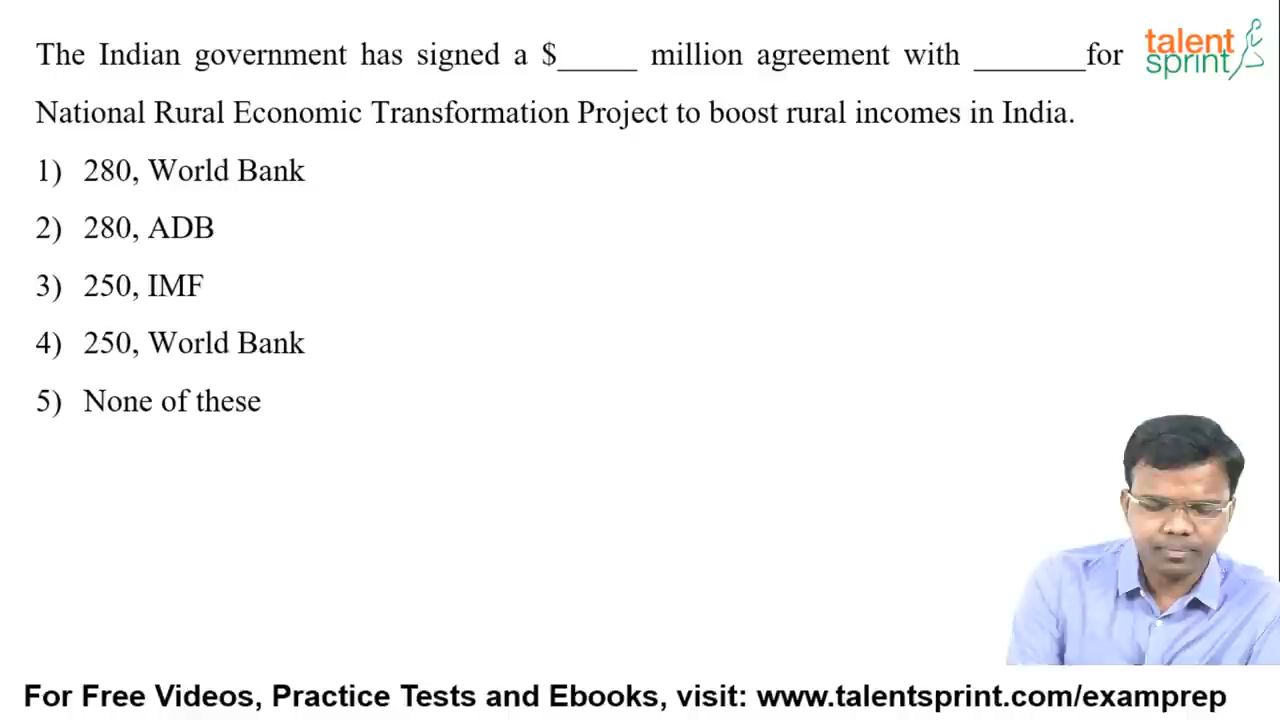 The Indian government has signed a $_____ million agreement with _______for
National Rural Economic Transformation Project to boost rural incomes in India.
1) 280, World Bank
2) 280, ADB
3) 250, IMF
4) 250, World Bank
5) None of these
talent
sprint
For Free Videos, Practice Tests and Ebooks, visit: www.talentsprint.com/examprep